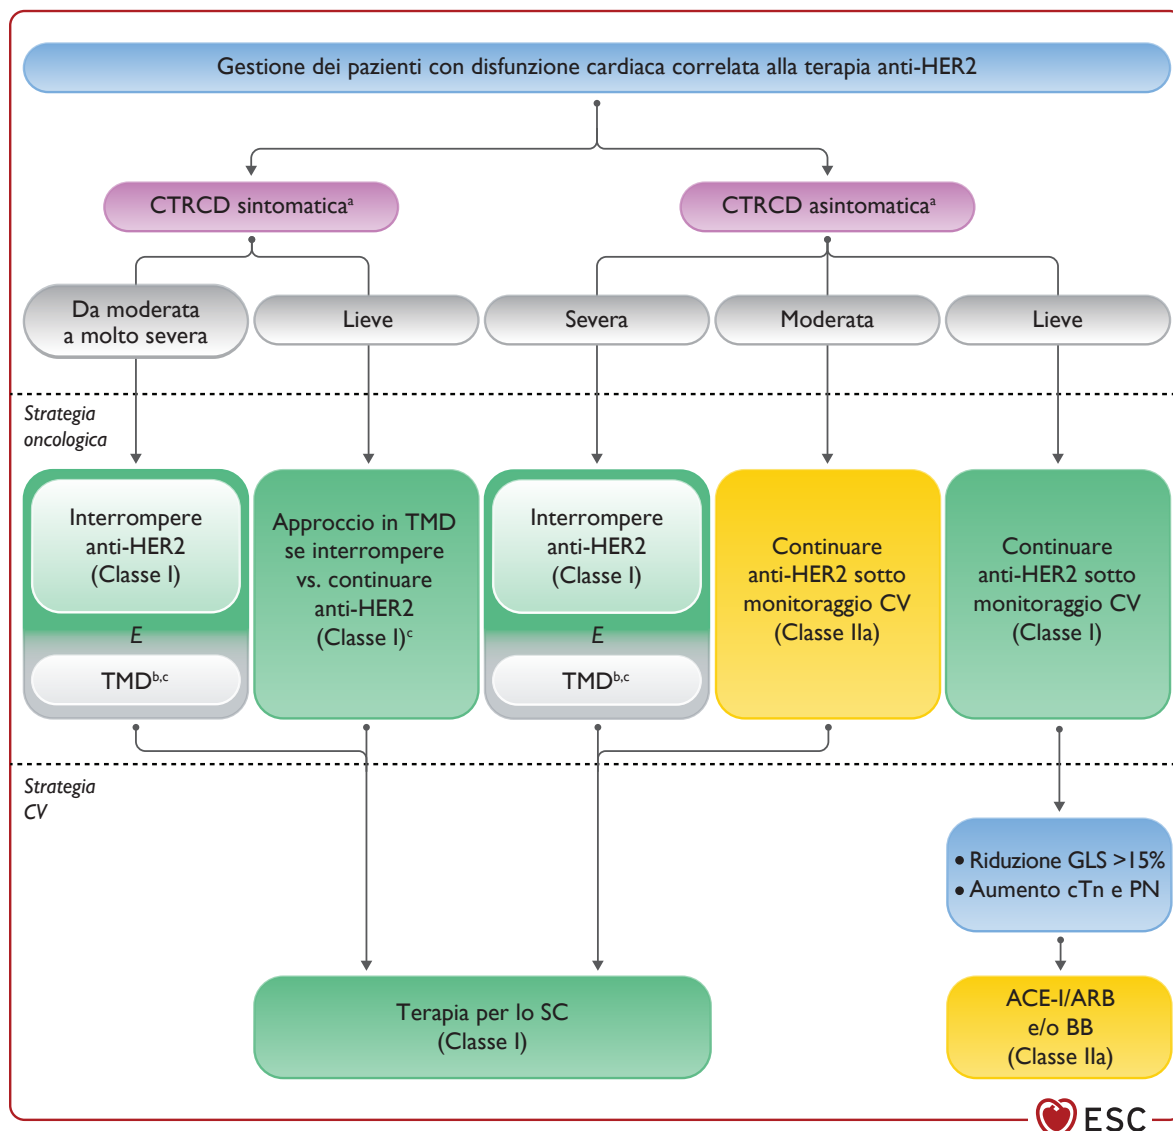 Gestione dei pazienti con disfunzione cardiaca correlata alla terapia anti-HER2
CTRCD sintomaticaᵃ
CTRCD asintomaticaᵃ
Da moderata
a molto severa
Lieve
Severa
Moderata
Lieve
Strategia
oncologica
Interrompere
anti-HER2
(Classe I)
E
TMDᵇ,ᶜ
Approccio in TMD
se interrompere
vs. continuare
anti-HER2
(Classe I)ᶜ
Interrompere
anti-HER2
(Classe I)
E
TMDᵇ,ᶜ
Continuare
anti-HER2 sotto
monitoraggio CV
(Classe IIa)
Continuare
anti-HER2 sotto
monitoraggio CV
(Classe I)
Strategia
CV
• Riduzione GLS >15%
• Aumento cTn e PN
Terapia per lo SC
(Classe I)
ACE-I/ARB
e/o BB
(Classe IIa)
ESC